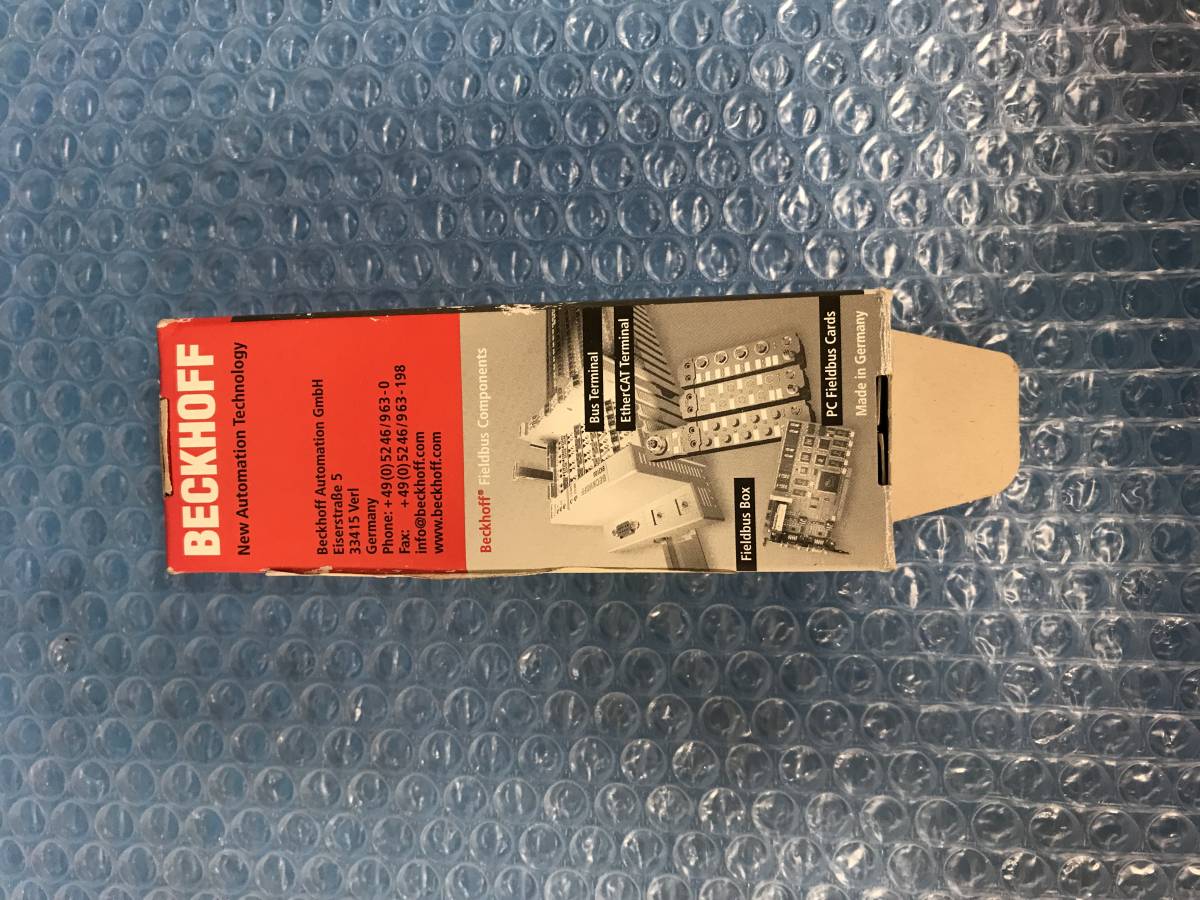 BECKHOFF
New Automation Technology
Beckhoff Automation GmbH
Eiserstraße 5
33415 Verl
Germany
Phone: +49(0)5246/963-0
Fax: +49(0)5246/963-198
info@beckhoff.com
www.beckhoff.com
Beckhoff® Fieldbus Components
Bus Terminal
EtherCAT Terminal
BECKHOFF
Fieldbus Box
PC Fieldbus Cards
Made in Germany